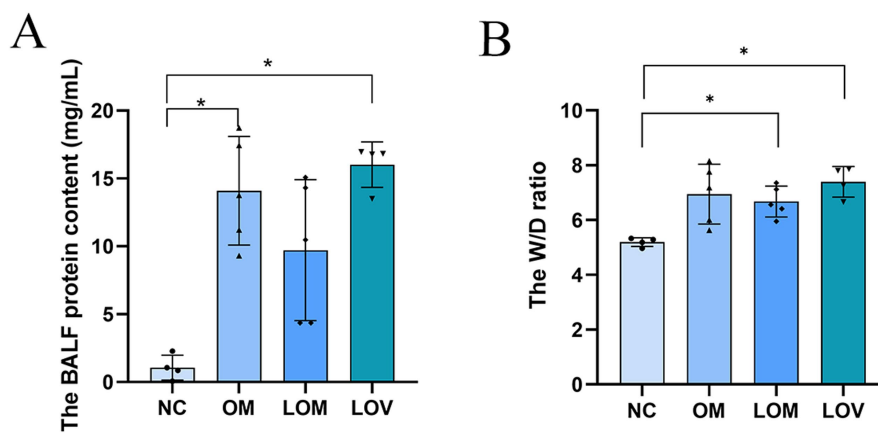 A
The BALF protein content (mg/mL)
20
15
10
5
0
*
*
NC OM LOM LOV
B
The W/D ratio
10
8
6
4
2
0
*
*
NC OM LOM LOV